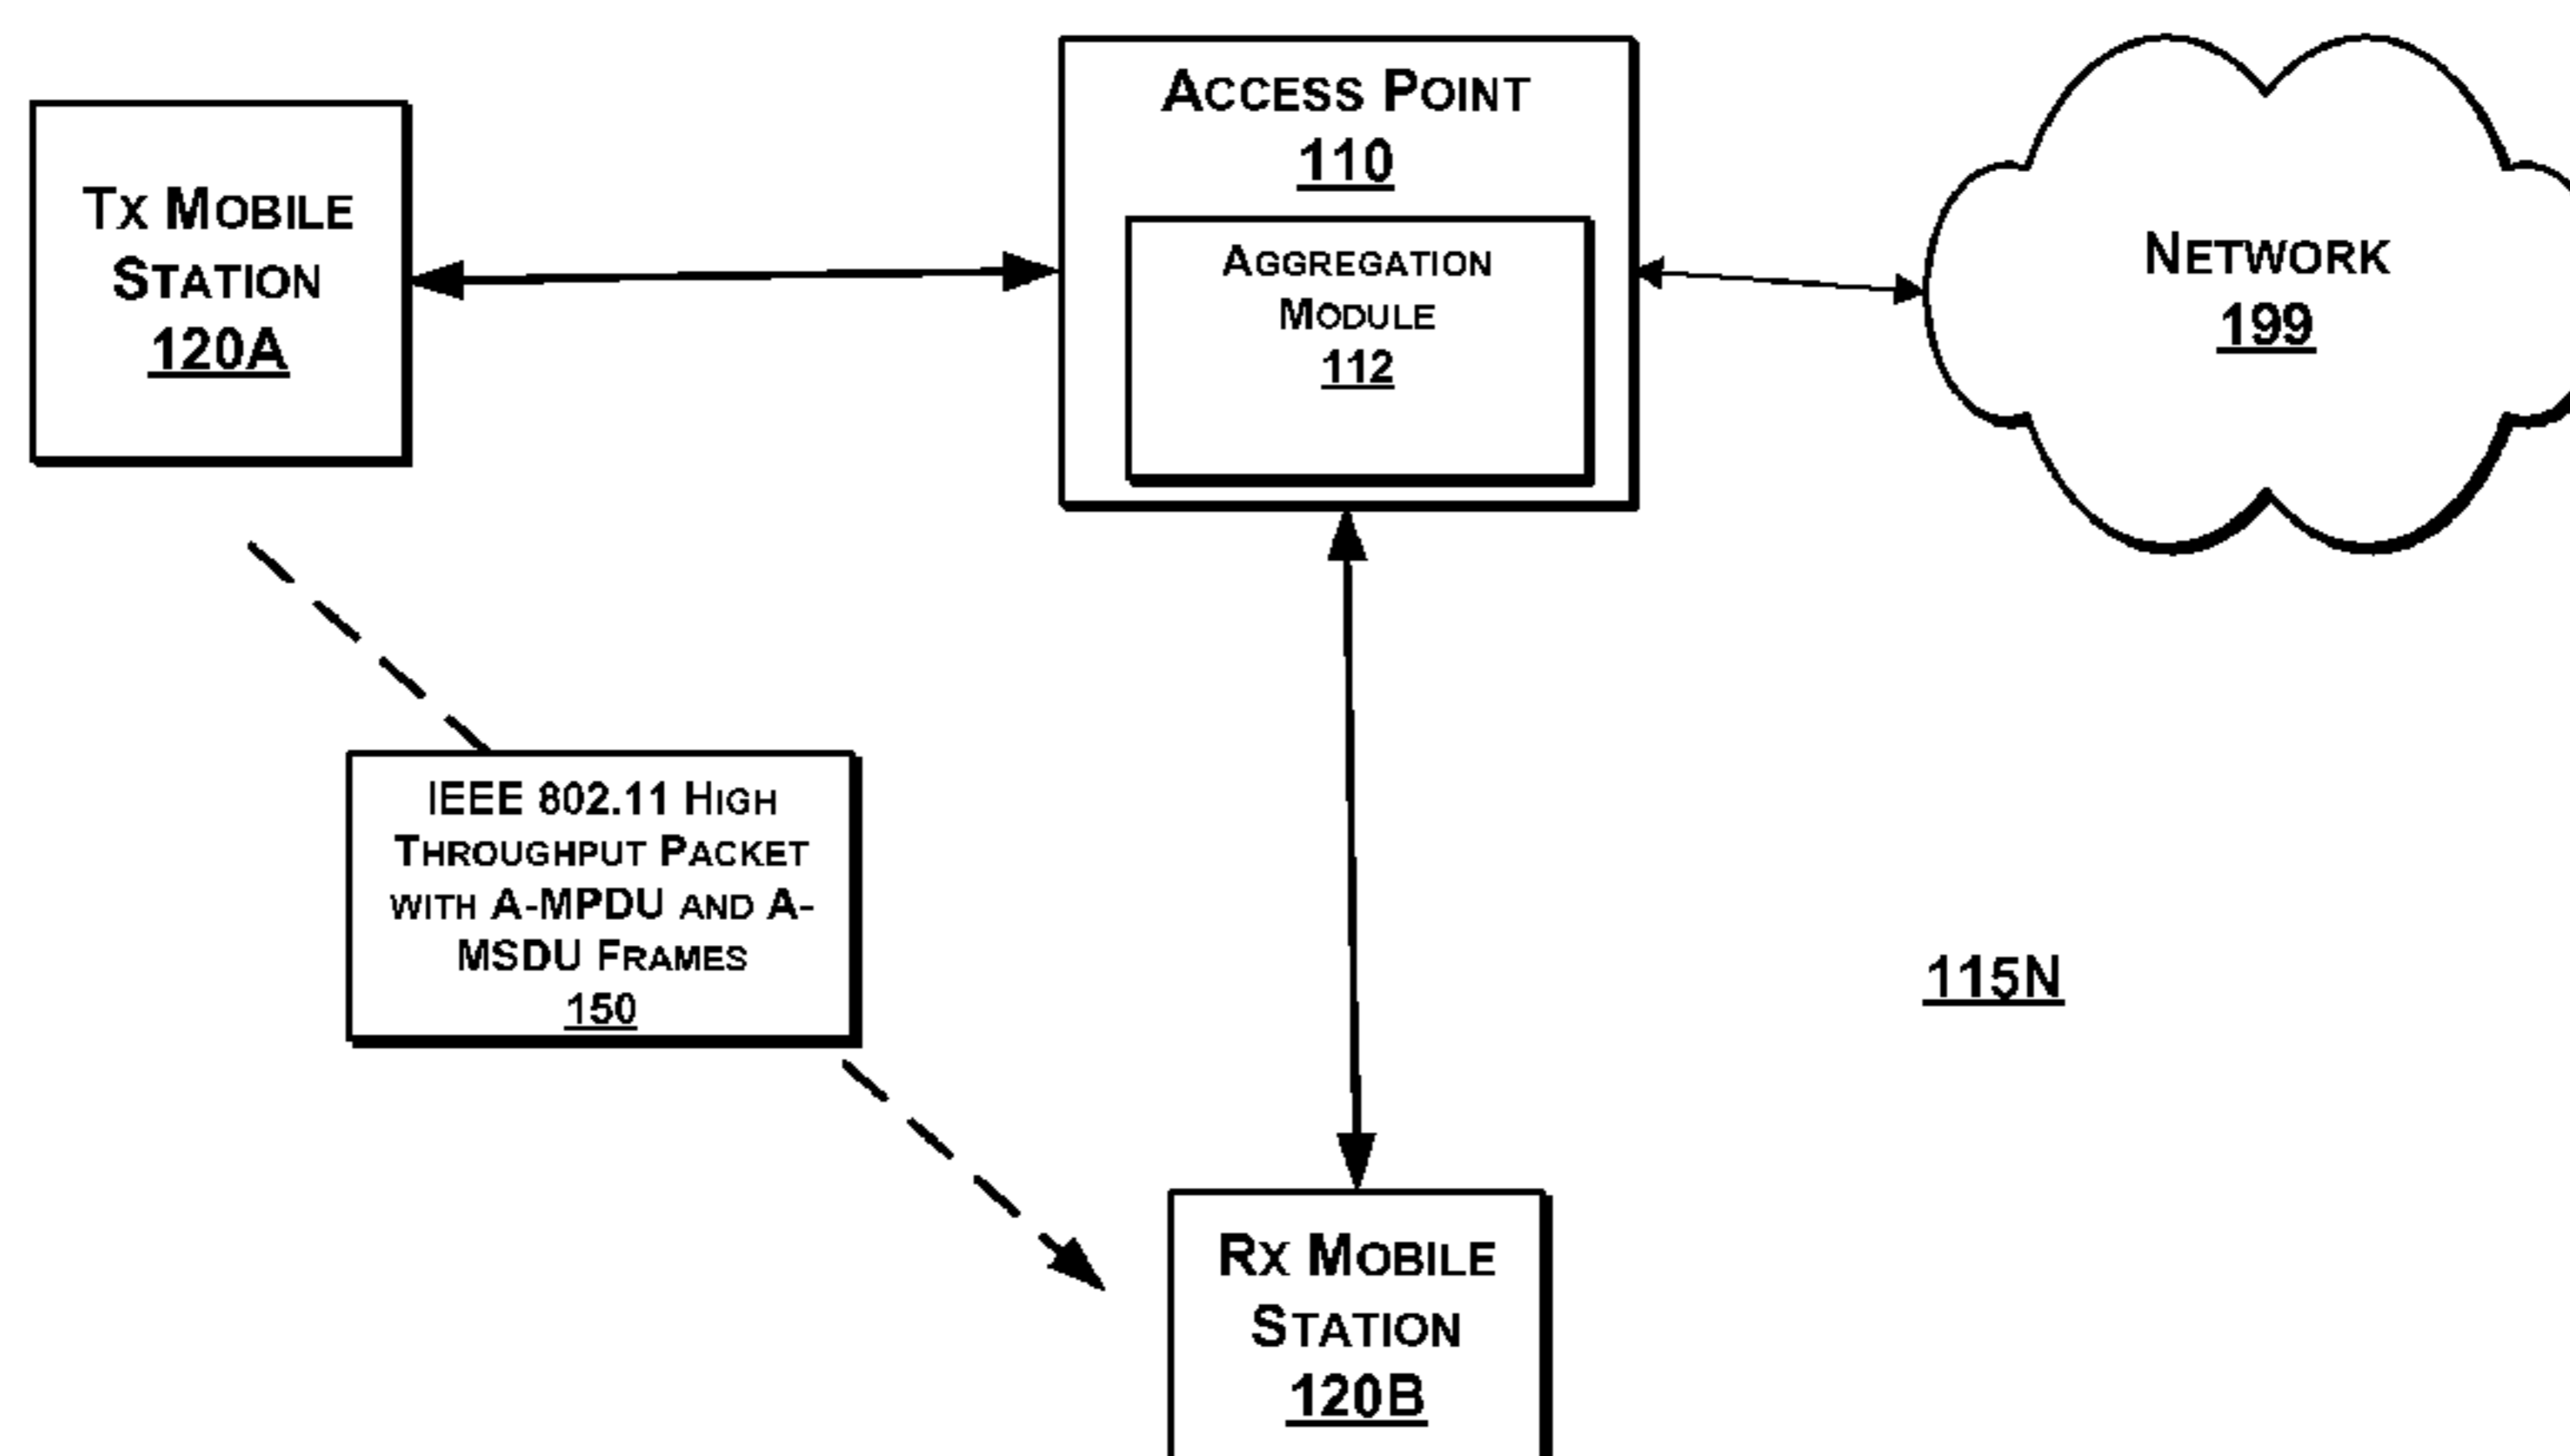 Tx Mobile
Station
120A
Access Point
110
Aggregation
Module
112
Network
199
IEEE 802.11 High
Throughput Packet
with A-MPDU and A-
MSDU Frames
150
115N
Rx Mobile
Station
120B